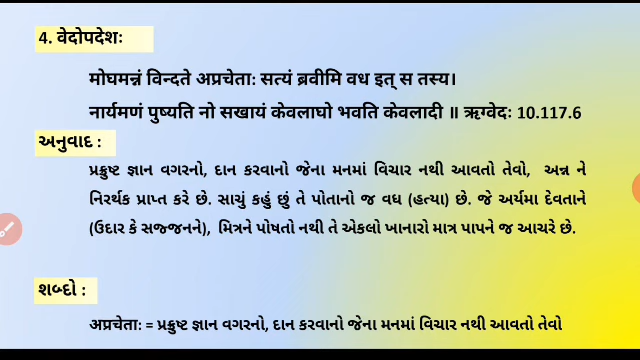 4. वेदोपदेशः
मोघमन्नं विन्दते अप्रचेताः सत्यं ब्रवीमि वध इत् स तस्य।
नार्यमणं पुष्यति नो सखायं केवलाघो भवति केवलादी ॥ ऋग्वेदः 10.117.6
અનુવાદ :
પ્રકૃષ્ટ જ્ઞાન વગરનો, દાન કરવાનો જેના મનમાં વિચાર નથી આવતો તેવો, અન્ન ને
નિરર્થક પ્રાપ્ત કરે છે. સાચું કહું છું તે પોતાનો જ વધ (હત્યા) છે. જે અર્યમા દેવતાને
(ઉદાર કે સજ્જનને), મિત્રને પોષતો નથી તે એકલો ખાનારો માત્ર પાપને જ આચરે છે.
શબ્દો :
अप्रचेताः = પ્રકૃષ્ટ જ્ઞાન વગરનો, દાન કરવાનો જેના મનમાં વિચાર નથી આવતો તેવો